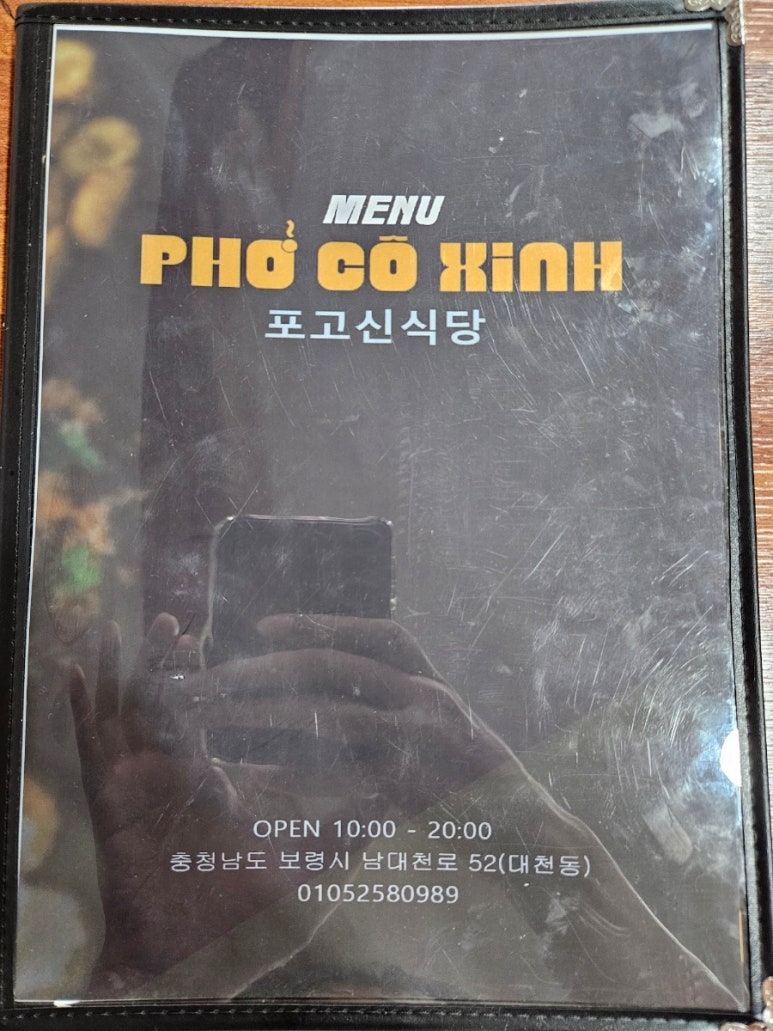 MENU
PHỞ CÔ XINH
포고신식당
OPEN 10:00 - 20:00
충청남도 보령시 남대천로 52(대천동)
01052580989